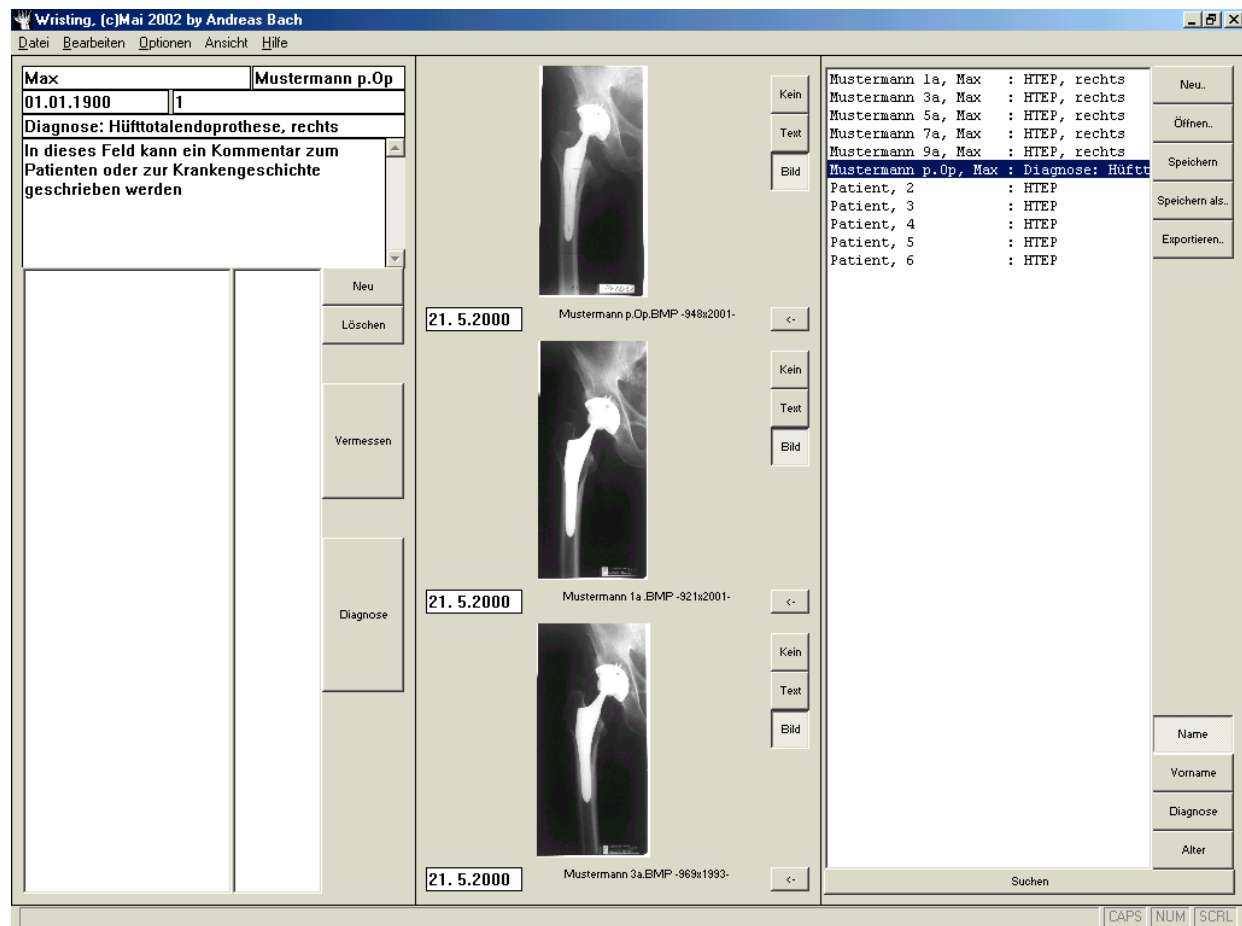 Wristing, (c)Mai 2002 by Andreas Bach
Datei Bearbeiten Optionen Ansicht Hilfe
Max Mustermann p.Op
01.01.1900 1
Diagnose: Hüfttotalendoprothese, rechts
In dieses Feld kann ein Kommentar zum
Patienten oder zur Krankengeschichte
geschrieben werden
Neu
Löschen
Vermessen
Diagnose
Kein
Text
Bild
21. 5.2000 Mustermann p.Op.BMP -948x2001- <-
Kein
Text
Bild
21. 5.2000 Mustermann 1a .BMP -921x2001- <-
Kein
Text
Bild
21. 5.2000 Mustermann 3a.BMP -969x1993- <-
Mustermann 1a, Max : HTEP, rechts
Mustermann 3a, Max : HTEP, rechts
Mustermann 5a, Max : HTEP, rechts
Mustermann 7a, Max : HTEP, rechts
Mustermann 9a, Max : HTEP, rechts
Mustermann p.Op, Max : Diagnose: Hüftt
Patient, 2 : HTEP
Patient, 3 : HTEP
Patient, 4 : HTEP
Patient, 5 : HTEP
Patient, 6 : HTEP
Neu..
Öffnen..
Speichern
Speichern als..
Exportieren..
Name
Vorname
Diagnose
Alter
Suchen
CAPS NUM SCRL